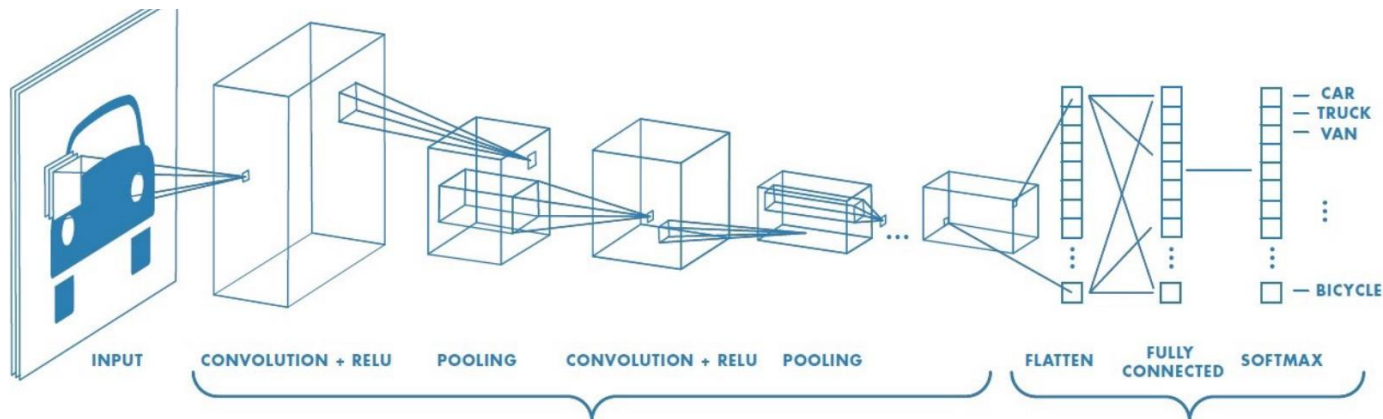 CAR
TRUCK
VAN
BICYCLE
INPUT
CONVOLUTION + RELU
POOLING
CONVOLUTION + RELU
POOLING
FLATTEN
FULLY
CONNECTED
SOFTMAX